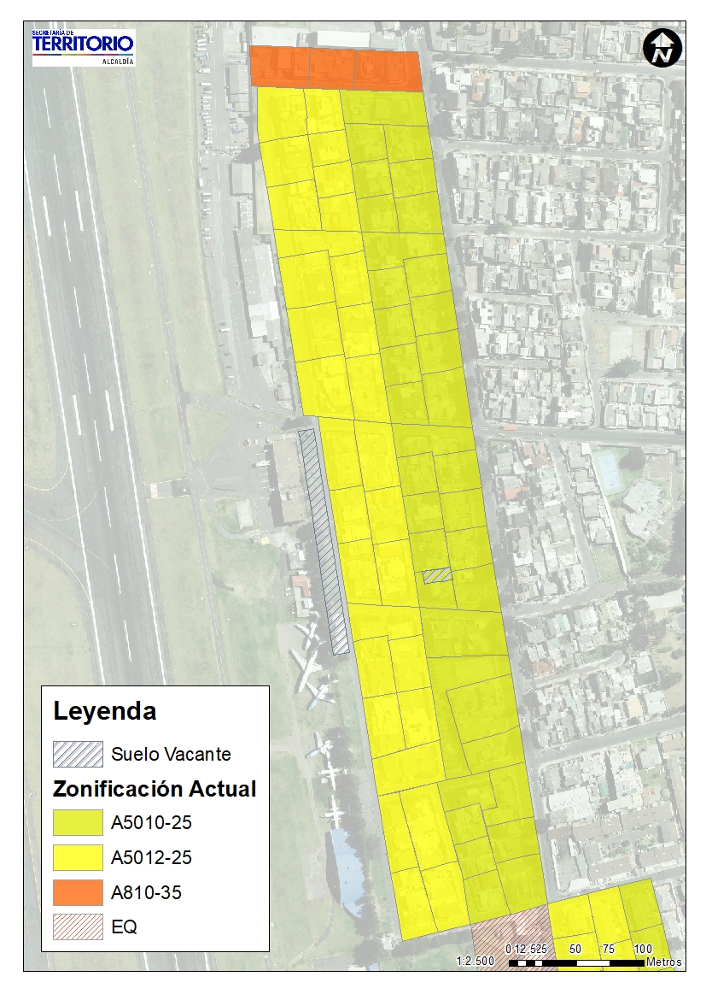 SECRETARÍA DE
TERRITORIO
ALCALDÍA
N
Leyenda
Suelo Vacante
Zonificación Actual
A5010-25
A5012-25
A810-35
EQ
1:2.500
0 12,525 50 75 100
Metros